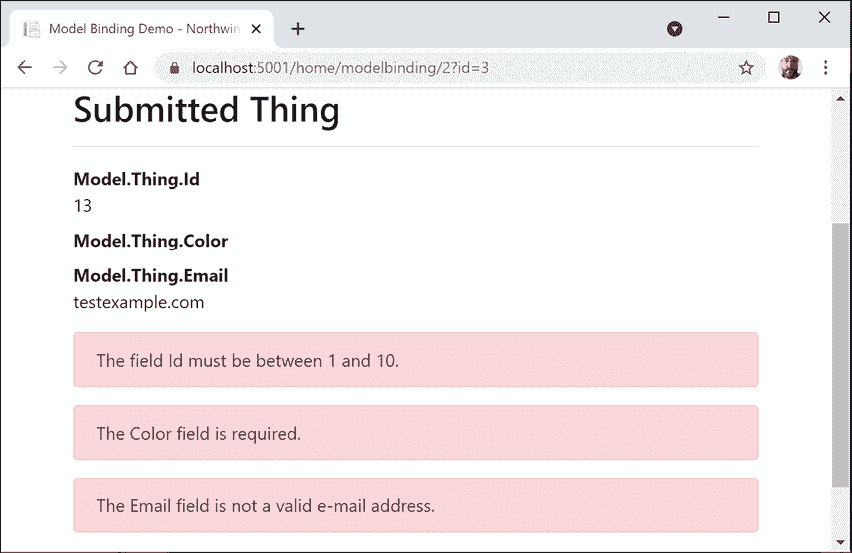 Model Binding Demo - Northwin
localhost:5001/home/modelbinding/2?id=3
Submitted Thing
Model.Thing.Id
13
Model.Thing.Color
Model.Thing.Email
testexample.com
The field Id must be between 1 and 10.
The Color field is required.
The Email field is not a valid e-mail address.